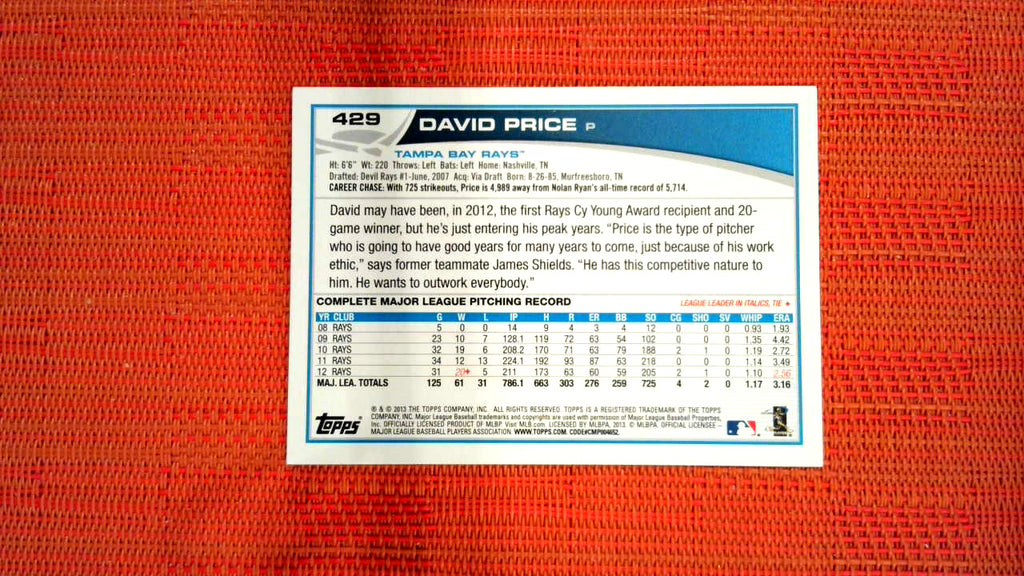 429
DAVID PRICE P
TAMPA BAY RAYS™
Ht: 6'6" Wt: 220 Throws: Left Bats: Left Home: Nashville, TN
Drafted: Devil Rays #1-June, 2007 Acq: Via Draft Born: 8-26-85, Murfreesboro, TN
CAREER CHASE: With 725 strikeouts, Price is 4,989 away from Nolan Ryan's all-time record of 5,714.
David may have been, in 2012, the first Rays Cy Young Award recipient and 20-
game winner, but he's just entering his peak years. "Price is the type of pitcher
who is going to have good years for many years to come, just because of his work
ethic," says former teammate James Shields. "He has this competitive nature to
him. He wants to outwork everybody."
COMPLETE MAJOR LEAGUE PITCHING RECORD LEAGUE LEADER IN ITALICS, TIE ♦
YR CLUB G W L IP H R ER BB SO CG SHO SV WHIP ERA
08 RAYS 5 0 0 14 9 4 3 4 12 0 0 0 0.93 1.93
09 RAYS 23 10 7 128.1 119 72 63 54 102 0 0 0 1.35 4.42
10 RAYS 32 19 6 208.2 170 71 63 79 188 2 1 0 1.19 2.72
11 RAYS 34 12 13 224.1 192 93 87 63 218 0 0 0 1.14 3.49
12 RAYS 31 20♦ 5 211 173 63 60 59 205 2 1 0 1.10 2.56
MAJ. LEA. TOTALS 125 61 31 786.1 663 303 276 259 725 4 2 0 1.17 3.16
Topps
® & © 2013 THE TOPPS COMPANY, INC. ALL RIGHTS RESERVED. TOPPS IS A REGISTERED TRADEMARK OF THE TOPPS
COMPANY, INC. Major League Baseball trademarks and copyrights are used with permission of Major League Baseball Properties,
Inc. OFFICIALLY LICENSED PRODUCT OF MLBP. Visit MLB.com LICENSED BY MLBPA, 2013. © MLBPA. OFFICIAL LICENSEE –
MAJOR LEAGUE BASEBALL PLAYERS ASSOCIATION WWW.TOPPS.COM. CODE#CMP004652.